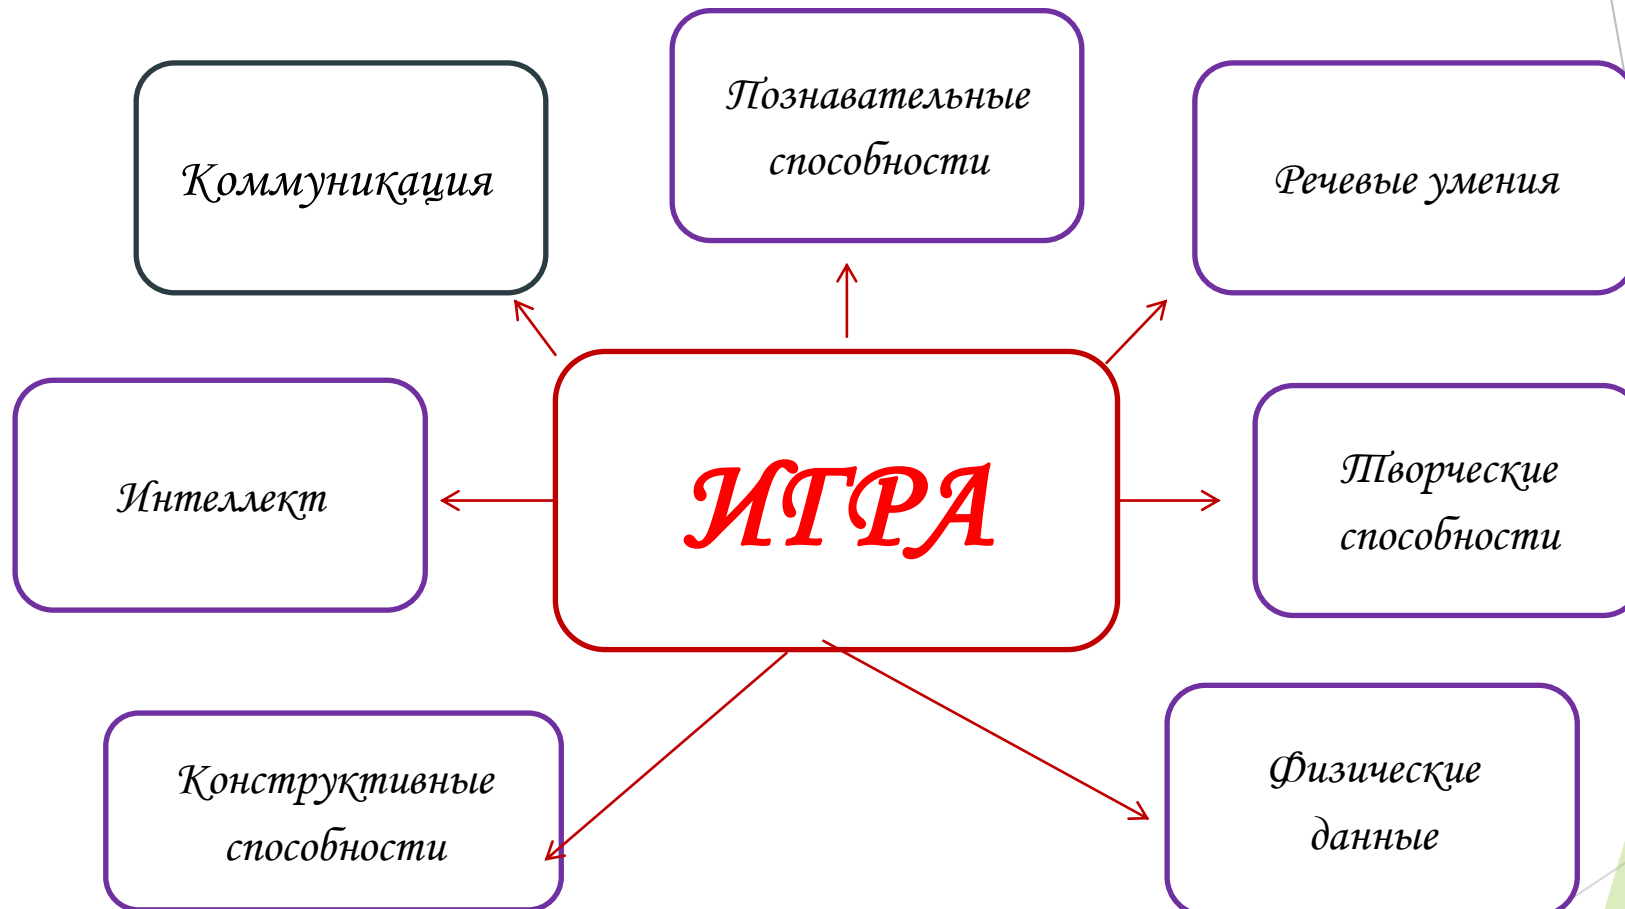 Познавательные
способности
Коммуникация
Речевые умения
ИГРА
Интеллект
Творческие
способности
Конструктивные
способности
Физические
данные